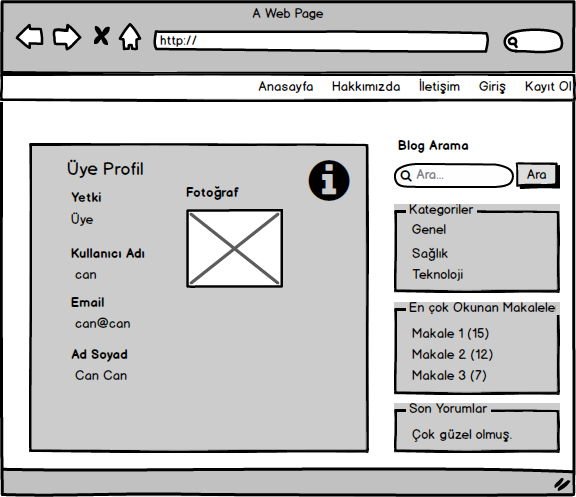 A Web Page
http://
Anasayfa Hakkımızda İletişim Giriş Kayıt Ol
Üye Profil
Yetki
Üye
Kullanıcı Adı
can
Email
can@can
Ad Soyad
Can Can
Fotoğraf
Blog Arama
Ara... Ara
Kategoriler
Genel
Sağlık
Teknoloji
En çok Okunan Makalele
Makale 1 (15)
Makale 2 (12)
Makale 3 (7)
Son Yorumlar
Çok güzel olmuş.